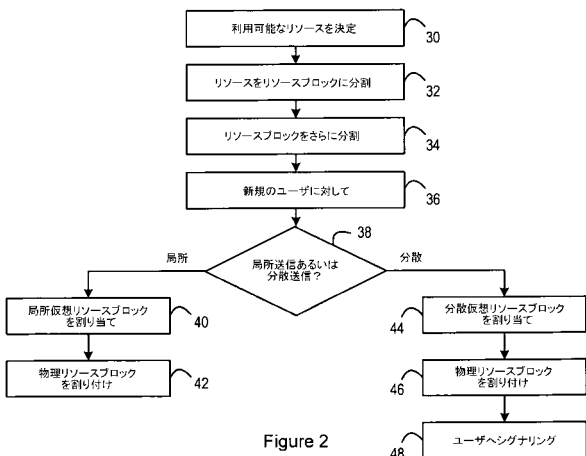 利用可能なリソースを決定
30
リソースをリソースブロックに分割
32
リソースブロックをさらに分割
34
新規のユーザに対して
36
38
局所送信あるいは
分散送信？
局所
分散
局所仮想リソースブロック
を割り当て
40
物理リソースブロック
を割り付け
42
分散仮想リソースブロック
を割り当て
44
物理リソースブロック
を割り付け
46
ユーザへシグナリング
48
Figure 2